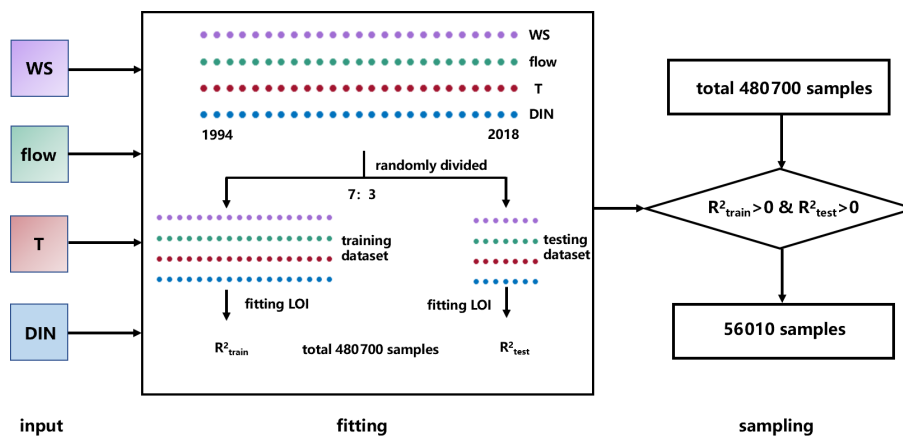 WS
flow
T
DIN
input
WS
flow
T
DIN
1994
2018
randomly divided
7: 3
training
dataset
testing
dataset
fitting LOI
fitting LOI
R²train
total 480700 samples
R²test
fitting
total 480700 samples
R²train>0 & R²test>0
56010 samples
sampling